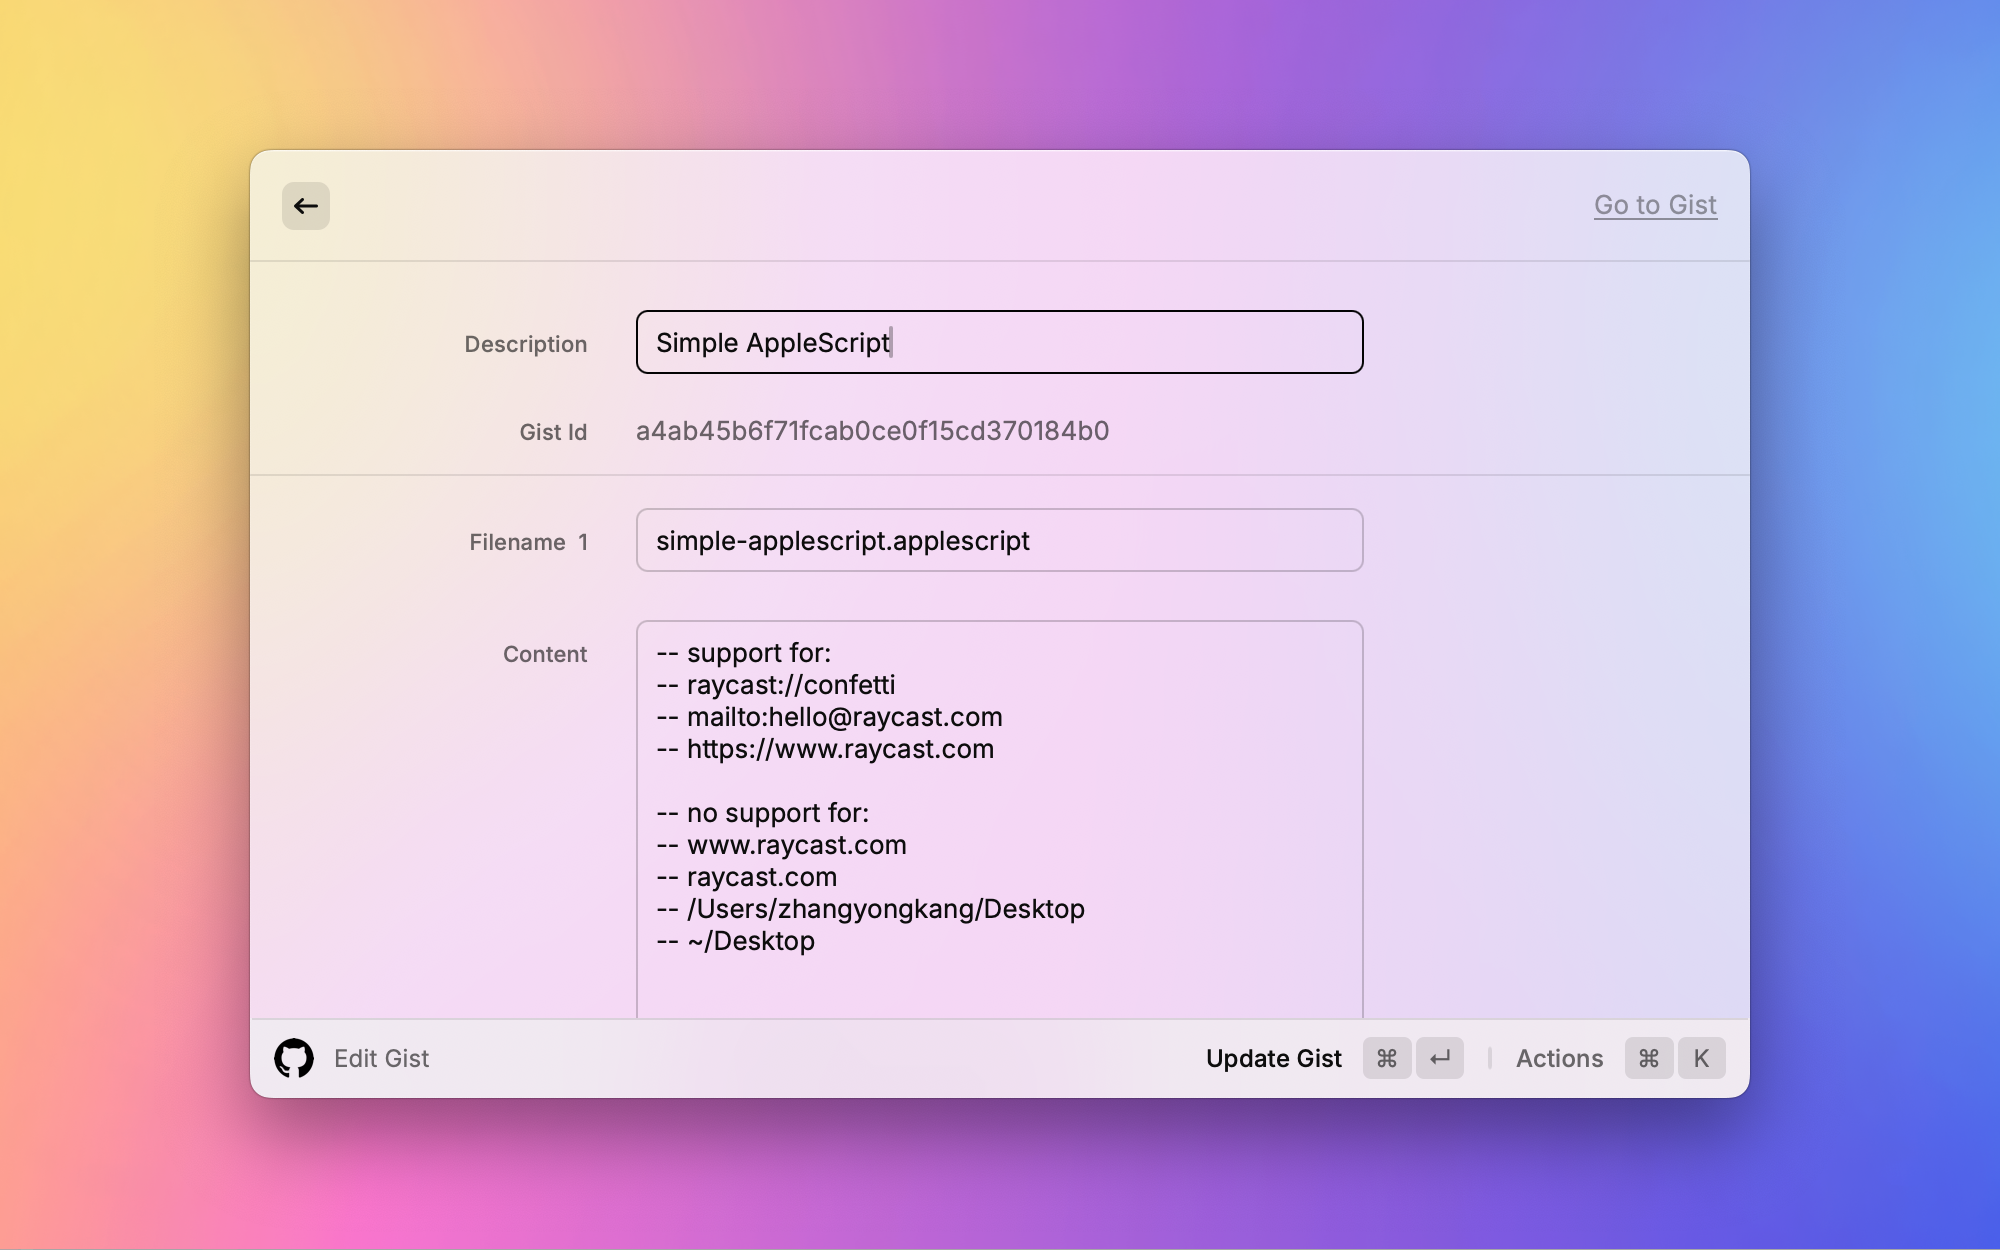 Go to Gist
Description
Simple AppleScript
Gist Id
a4ab45b6f71fcab0ce0f15cd370184b0
Filename 1
simple-applescript.applescript
Content
-- support for:
-- raycast://confetti
-- mailto:hello@raycast.com
-- https://www.raycast.com
-- no support for:
-- www.raycast.com
-- raycast.com
-- /Users/zhangyongkang/Desktop
-- ~/Desktop
Edit Gist
Update Gist ⌘ ↵
Actions ⌘ K